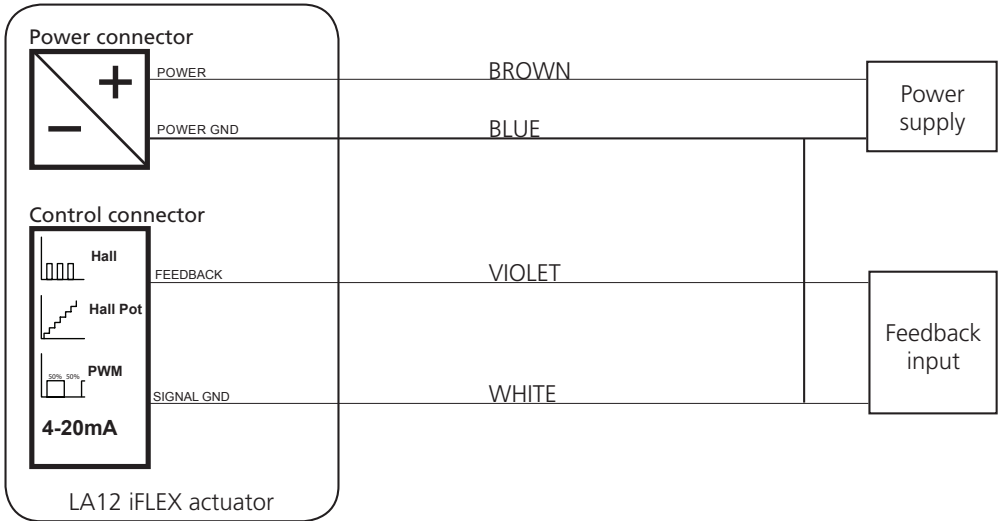 Power connector
+
−
POWER
BROWN
POWER GND
BLUE
Power
supply
Control connector
Hall
FEEDBACK
VIOLET
Hall Pot
50% 50%
PWM
SIGNAL GND
WHITE
4-20mA
Feedback
input
LA12 iFLEX actuator